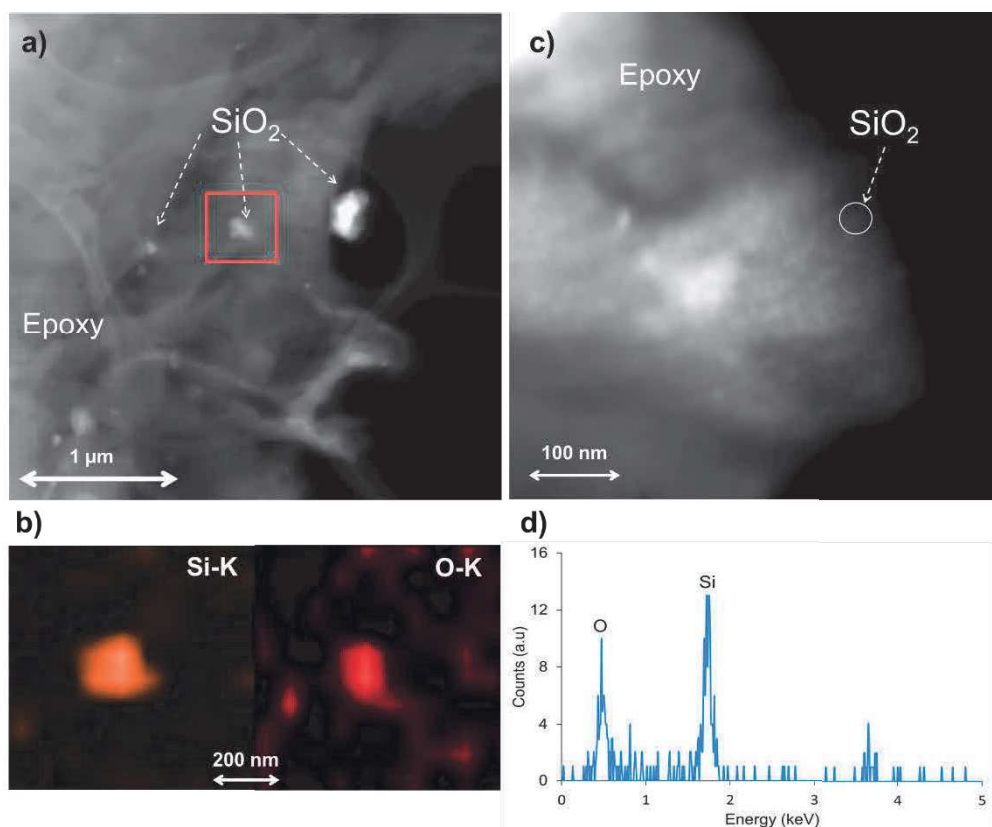 a)
SiO₂
Epoxy
1 µm
c)
Epoxy
SiO₂
100 nm
b)
Si-K
O-K
200 nm
d)
16
12
8
4
0
Counts (a.u)
O
Si
0
1
2
3
4
5
Energy (keV)